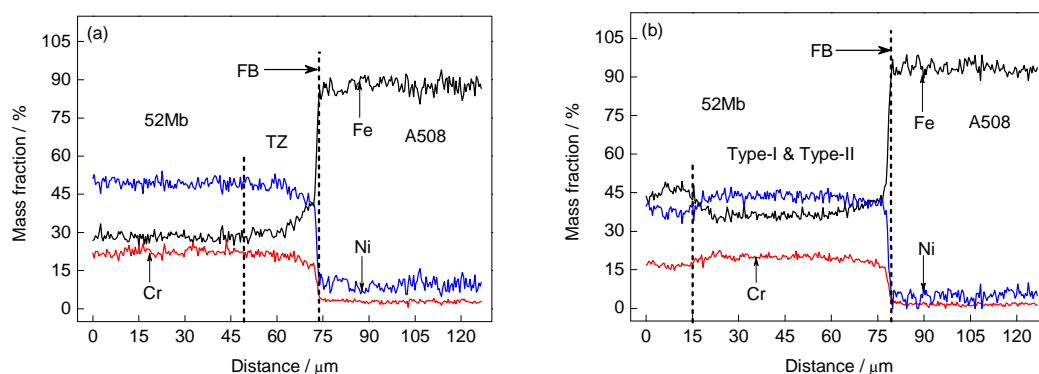 (a)
105
90
75
60
45
30
15
0
Mass fraction / %
52Mb
TZ
FB
Fe
A508
Ni
Cr
0 15 30 45 60 75 90 105 120
Distance / μm
(b)
105
90
75
60
45
30
15
0
Mass fraction / %
52Mb
Type-I & Type-II
FB
Fe
A508
Ni
Cr
0 15 30 45 60 75 90 105 120
Distance / μm